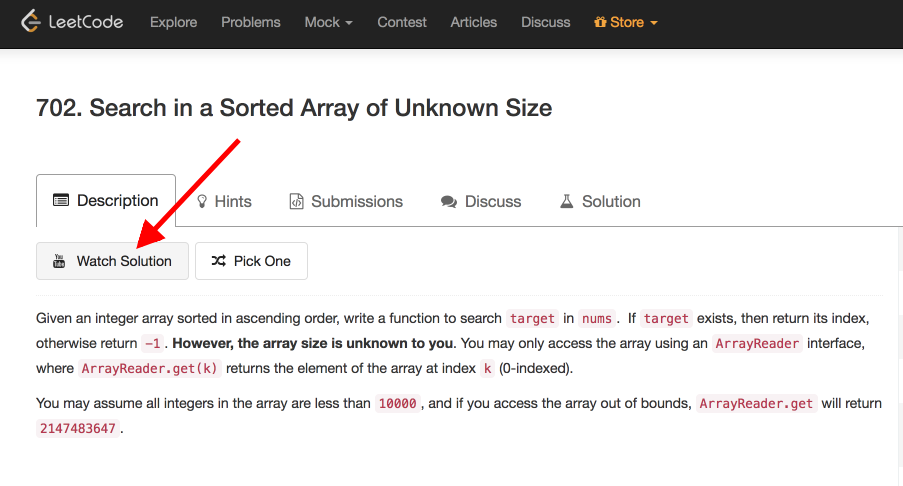 LeetCode Explore Problems Mock Contest Articles Discuss Store
702. Search in a Sorted Array of Unknown Size
Description Hints Submissions Discuss Solution
You Tube Watch Solution Pick One
Given an integer array sorted in ascending order, write a function to search target in nums. If target exists, then return its index,
otherwise return -1. However, the array size is unknown to you. You may only access the array using an ArrayReader interface,
where ArrayReader.get(k) returns the element of the array at index k (0-indexed).
You may assume all integers in the array are less than 10000, and if you access the array out of bounds, ArrayReader.get will return
2147483647.